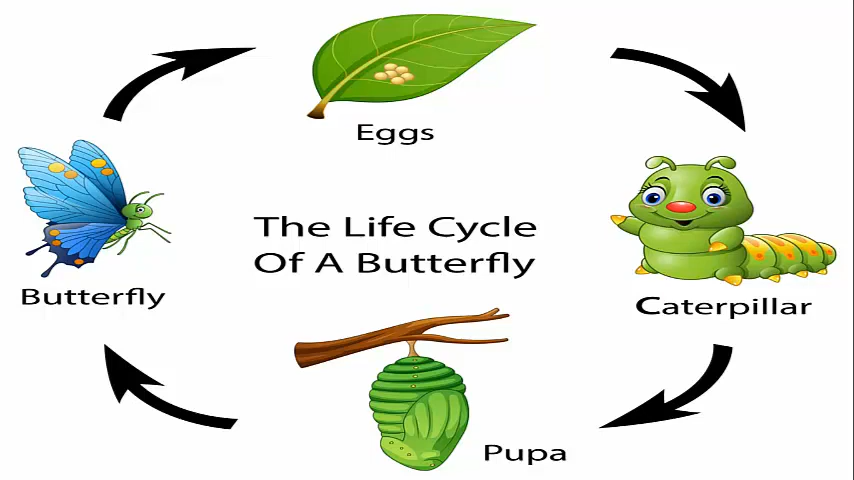 Eggs
The Life Cycle
Of A Butterfly
Butterfly
Caterpillar
Pupa